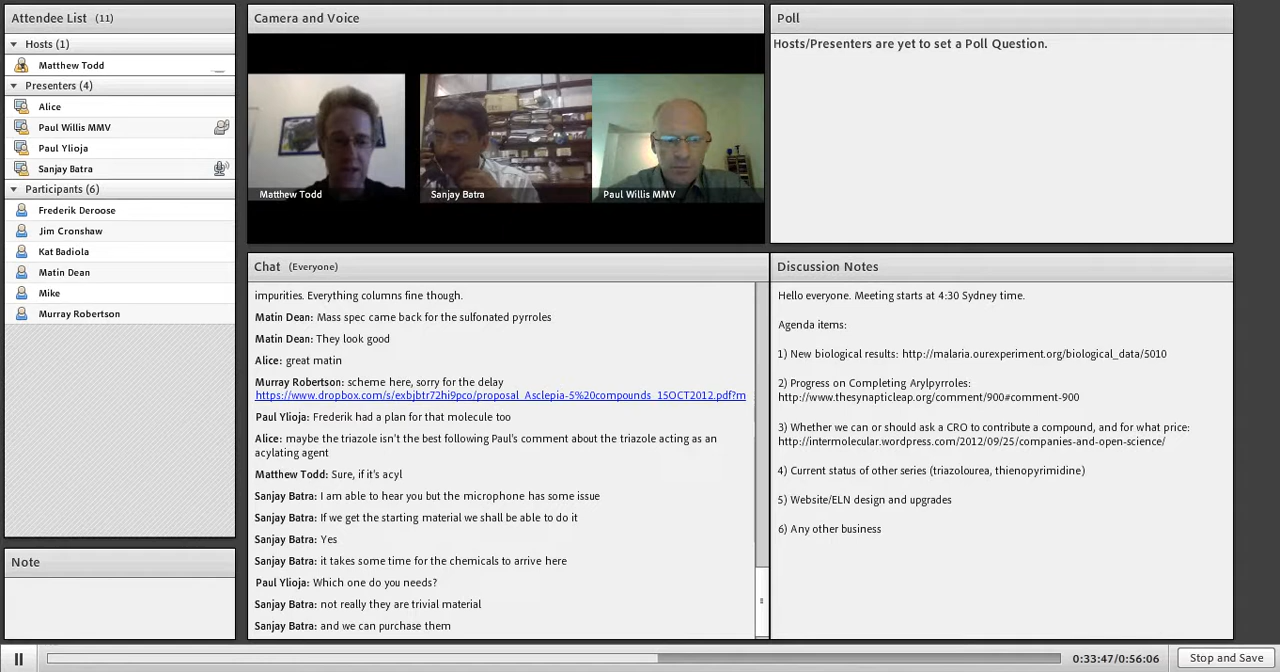 Attendee List (11)
Hosts (1)
Matthew Todd
Presenters (4)
Alice
Paul Willis MMV
Paul Ylioja
Sanjay Batra
Participants (6)
Frederik Deroose
Jim Cronshaw
Kat Badiola
Matin Dean
Mike
Murray Robertson
Note
Camera and Voice
Matthew Todd
Sanjay Batra
Paul Willis MMV
Chat (Everyone)
impurities. Everything columns fine though.
Matin Dean: Mass spec came back for the sulfonated pyrroles
Matin Dean: They look good
Alice: great matin
Murray Robertson: scheme here, sorry for the delay
https://www.dropbox.com/s/exbjbtr72hi9pco/proposal_Asclepia-5%20compounds_15OCT2012.pdf?m
Paul Ylioja: Frederik had a plan for that molecule too
Alice: maybe the triazole isn't the best following Paul's comment about the triazole acting as an
acylating agent
Matthew Todd: Sure, if it's acyl
Sanjay Batra: I am able to hear you but the microphone has some issue
Sanjay Batra: If we get the starting material we shall be able to do it
Sanjay Batra: Yes
Sanjay Batra: it takes some time for the chemicals to arrive here
Paul Ylioja: Which one do you needs?
Sanjay Batra: not really they are trivial material
Sanjay Batra: and we can purchase them
Poll
Hosts/Presenters are yet to set a Poll Question.
Discussion Notes
Hello everyone. Meeting starts at 4:30 Sydney time.
Agenda items:
1) New biological results: http://malaria.ourexperiment.org/biological_data/5010
2) Progress on Completing Arylpyrroles:
http://www.thesynapticleap.org/comment/900#comment-900
3) Whether we can or should ask a CRO to contribute a compound, and for what price:
http://intermolecular.wordpress.com/2012/09/25/companies-and-open-science/
4) Current status of other series (triazolourea, thienopyrimidine)
5) Website/ELN design and upgrades
6) Any other business
0:33:47/0:56:06
Stop and Save